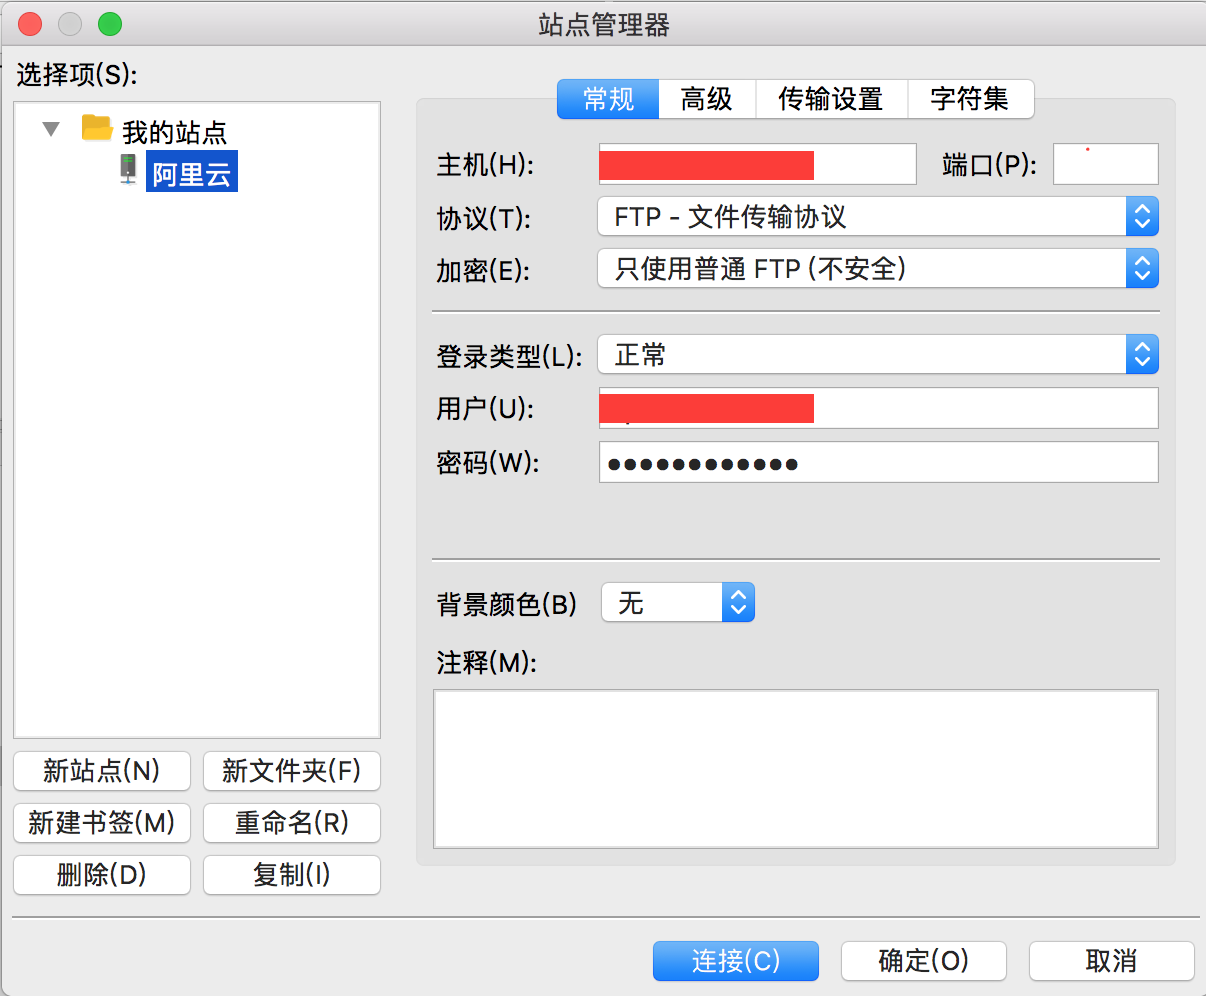 站点管理器
选择项(S):
我的站点
阿里云
新站点(N)
新文件夹(F)
新建书签(M)
重命名(R)
删除(D)
复制(I)
常规
高级
传输设置
字符集
主机(H):
端口(P):
协议(T):
FTP - 文件传输协议
加密(E):
只使用普通 FTP (不安全)
登录类型(L):
正常
用户(U):
密码(W):
●●●●●●●●●●●●
背景颜色(B)
无
注释(M):
连接(C)
确定(O)
取消